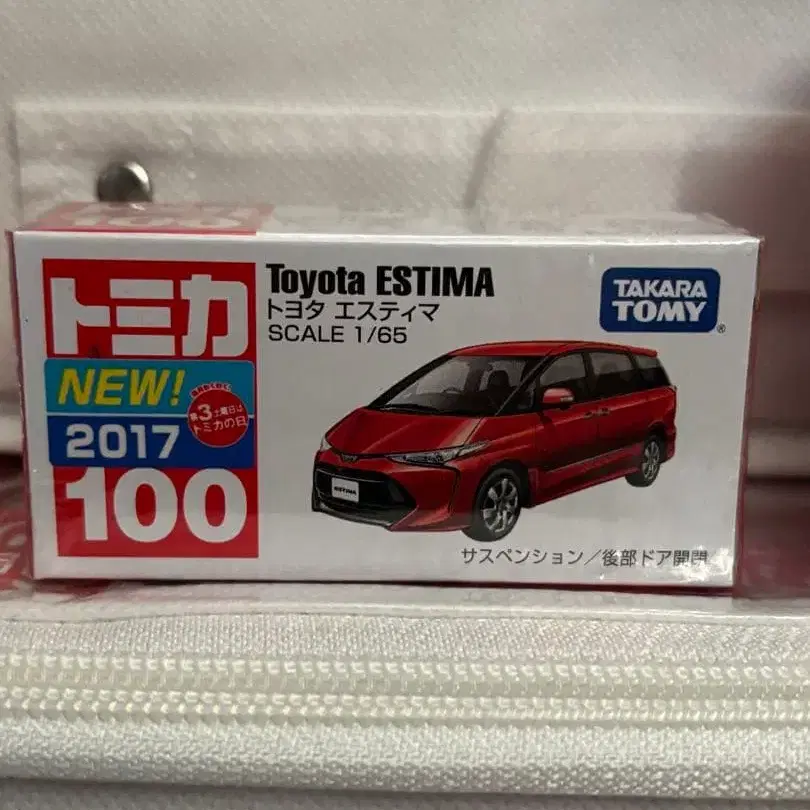 トミカ
NEW!
2017
第3土曜日は
トミカの日
100
Toyota ESTIMA
トヨタ エスティマ
SCALE 1/65
TAKARA
TOMY
®
ESTIMA
サスペンション/後部ドア開閉